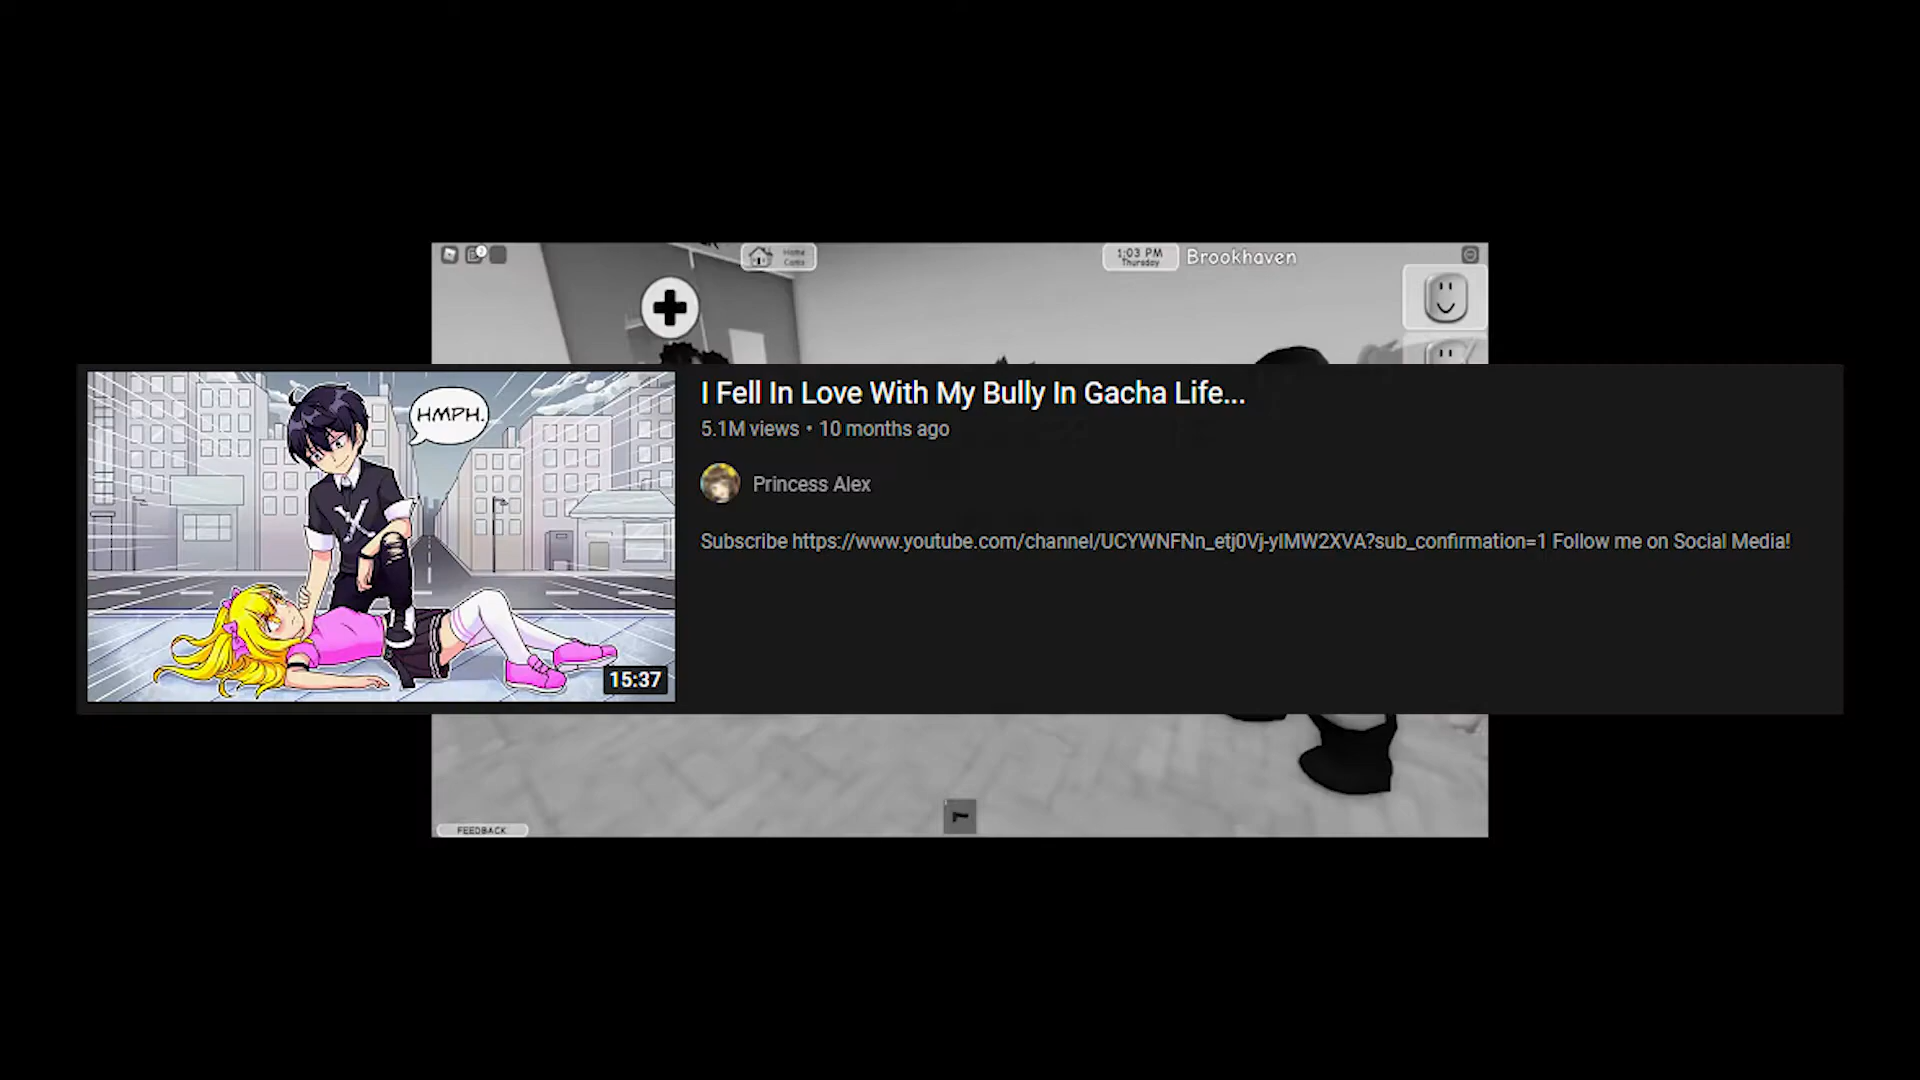 Home
1:03 PM
Thursday
Brookhaven
HMPH.
15:37
I Fell In Love With My Bully In Gacha Life...
5.1M views • 10 months ago
Princess Alex
Subscribe https://www.youtube.com/channel/UCYWNFNn_etj0Vj-yIMW2XVA?sub_confirmation=1 Follow me on Social Media!
FEEDBACK